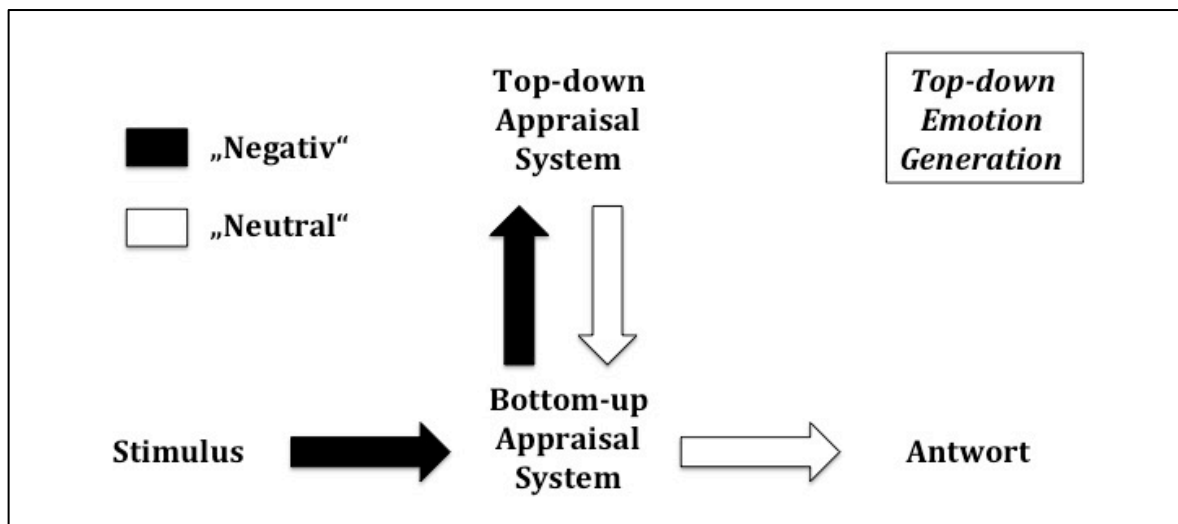 Top-down
Appraisal
System
Top-down
Emotion
Generation
„Negativ“
„Neutral“
Stimulus
Bottom-up
Appraisal
System
Antwort